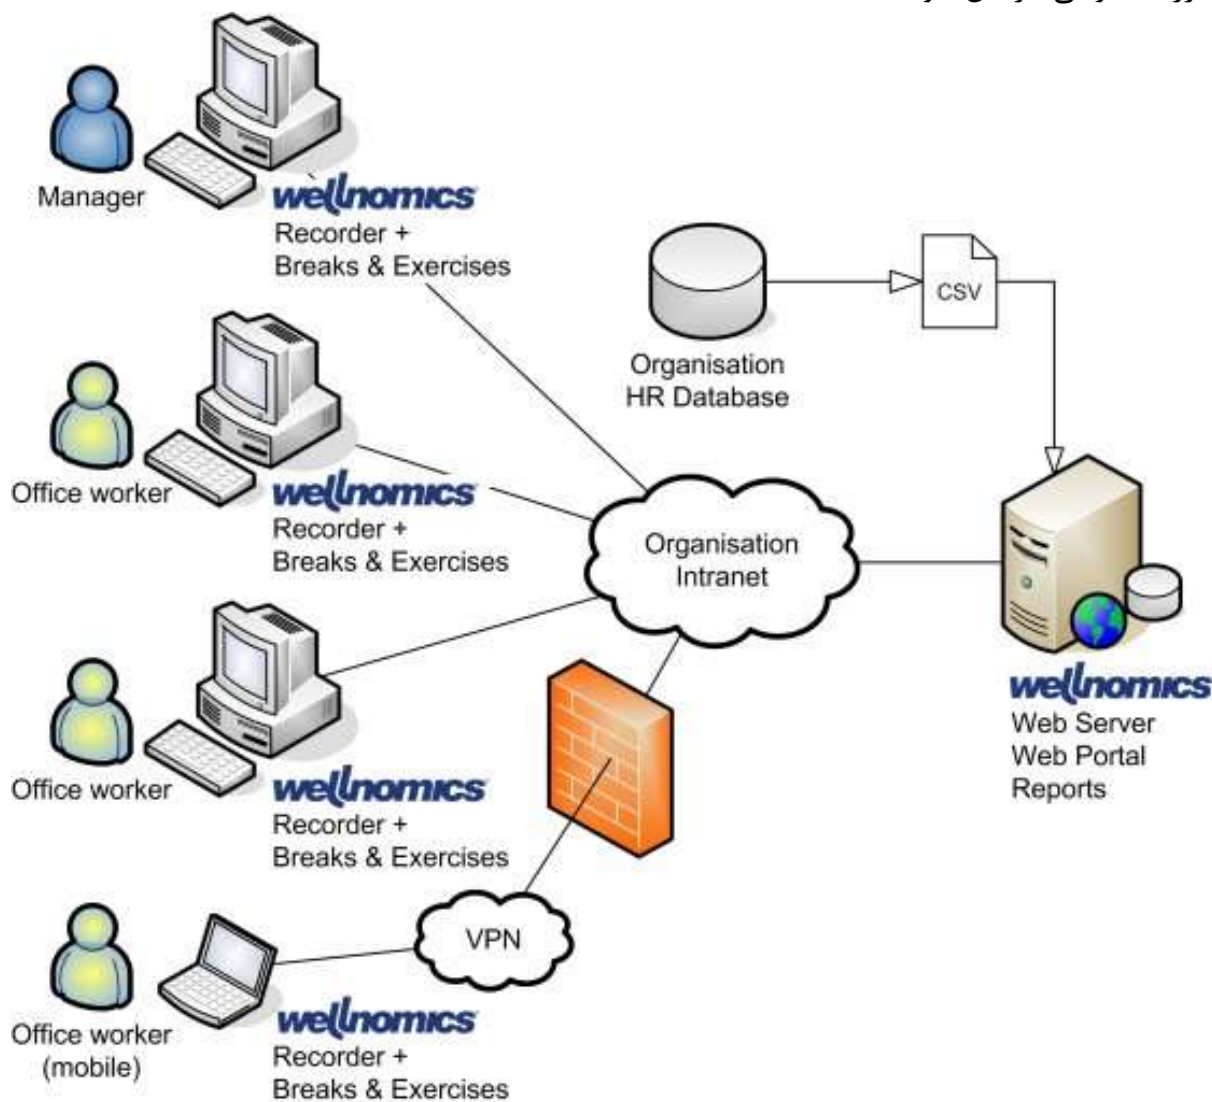 Manager
wellnomics
Recorder +
Breaks & Exercises
Organisation
HR Database
CSV
Office worker
wellnomics
Recorder +
Breaks & Exercises
Organisation
Intranet
wellnomics
Web Server
Web Portal
Reports
Office worker
wellnomics
Recorder +
Breaks & Exercises
VPN
Office worker
(mobile)
wellnomics
Recorder +
Breaks & Exercises